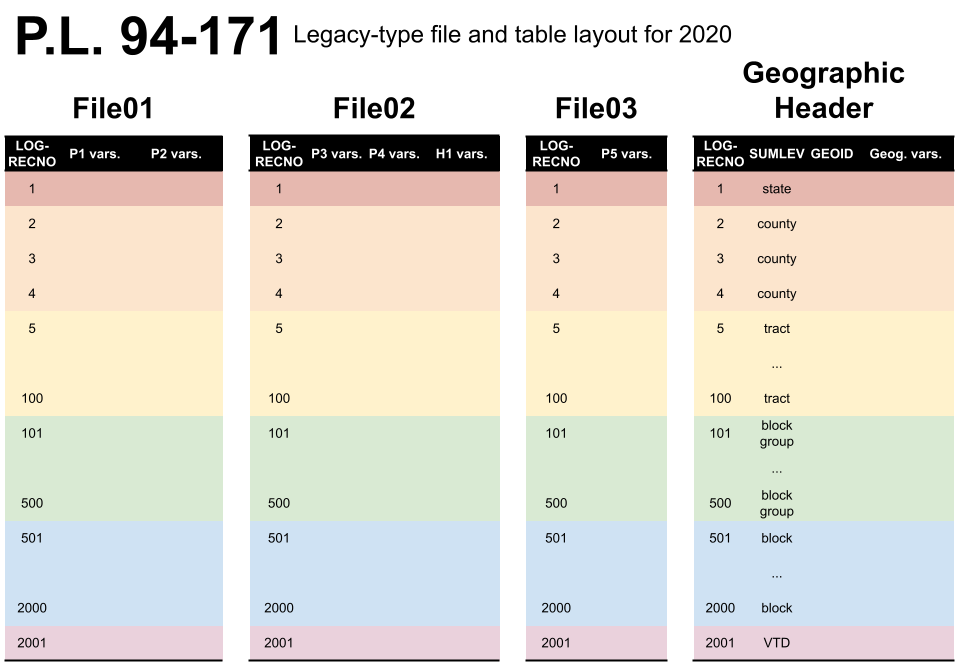 P.L. 94-171 Legacy-type file and table layout for 2020
File01 File02 File03 Geographic
Header
LOG-
RECNO P1 vars. P2 vars. LOG-
RECNO P3 vars. P4 vars. H1 vars. LOG-
RECNO P5 vars. LOG-
RECNO SUMLEV GEOID Geog. vars.
1 1 1 1 state
2 2 2 2 county
3 3 3 3 county
4 4 4 4 county
5 5 5 5 tract
...
100 100 100 100 tract
101 101 101 101 block
group
...
500 500 500 500 block
group
501 501 501 501 block
...
2000 2000 2000 2000 block
2001 2001 2001 2001 VTD